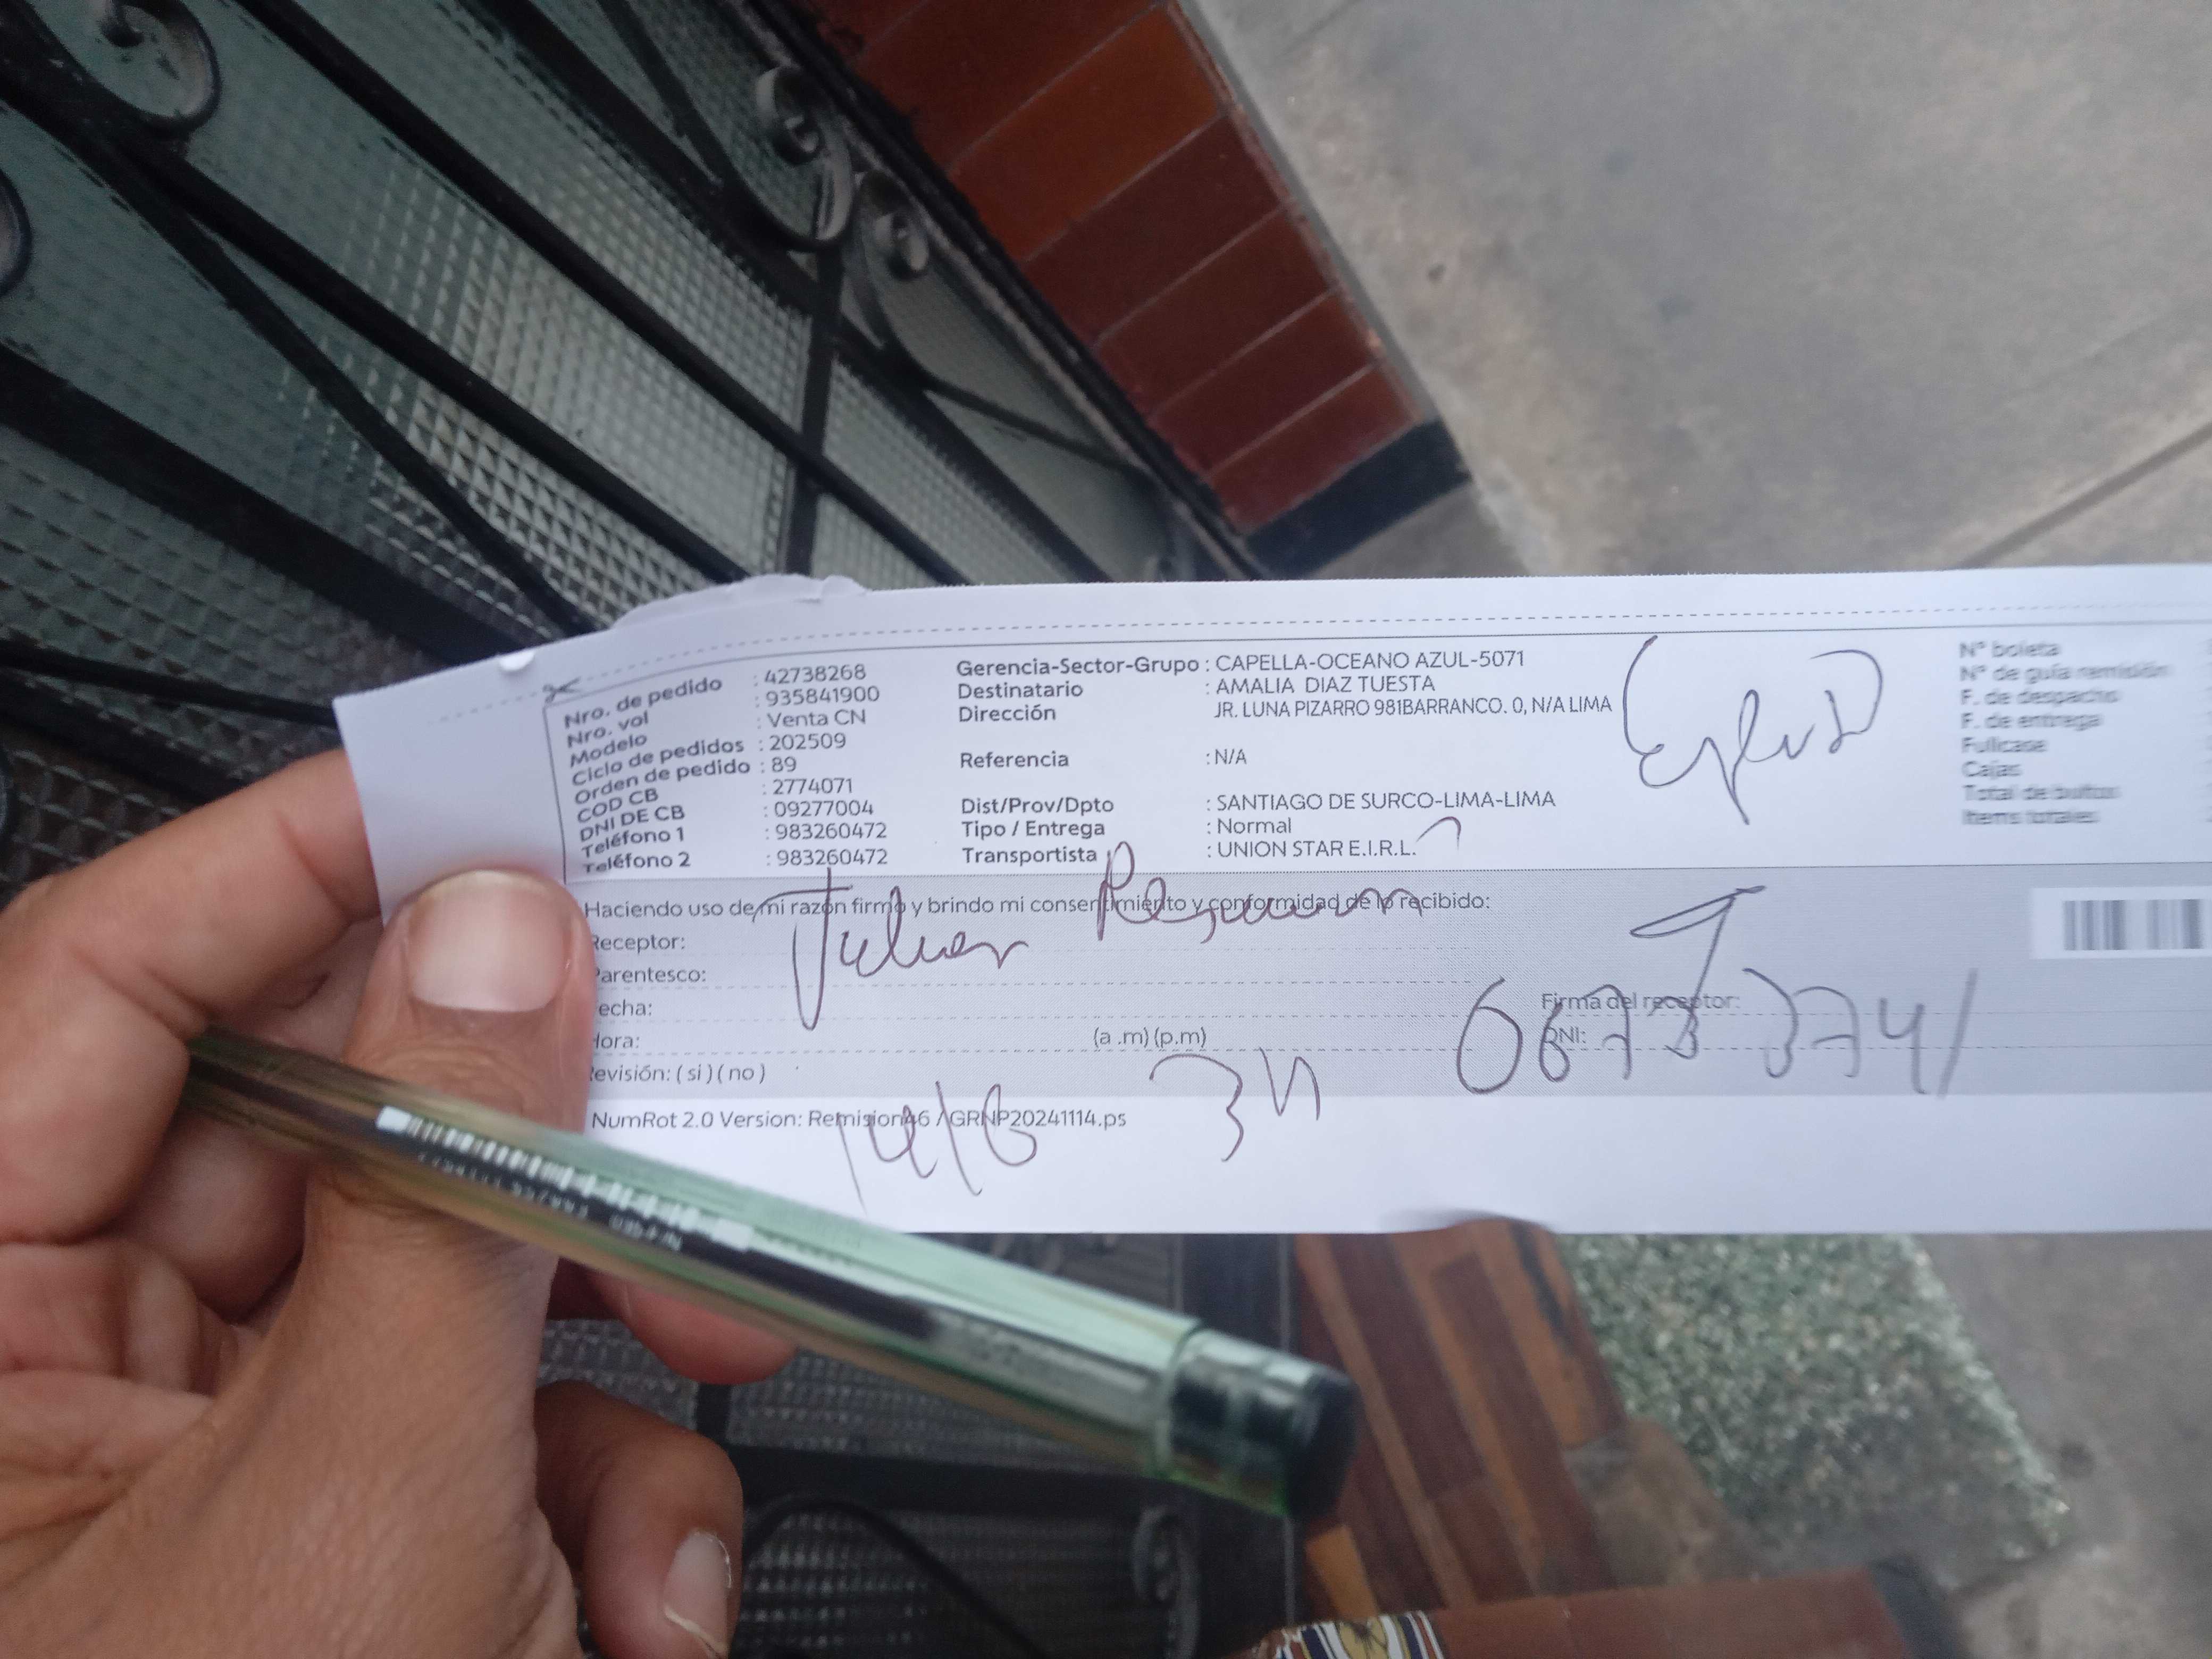 Nro. de pedido : 42738268
Nro. vol : 935841900
Modelo : Venta CN
Ciclo de pedidos : 202509
Orden de pedido : 89
COD CB : 2774071
DNI DE CB : 09277004
Teléfono 1 : 983260472
Teléfono 2 : 983260472
Gerencia-Sector-Grupo : CAPELLA-OCEANO AZUL-5071
Destinatario : AMALIA DIAZ TUESTA
Dirección JR. LUNA PIZARRO 981BARRANCO. 0, N/A LIMA
Referencia : N/A
Dist/Prov/Dpto : SANTIAGO DE SURCO-LIMA-LIMA
Tipo / Entrega : Normal
Transportista : UNION STAR E.I.R.L.
N° boleta
N° de guía remisión
F. de despacho
F. de entrega
Fullcase
Cajas
Total de bultos
Items totales
Haciendo uso de mi razón firmo y brindo mi consentimiento y conformidad de lo recibido:
Receptor:
Parentesco:
Fecha:
Hora: (a .m) (p.m)
Revisión: ( si ) ( no )
Firma del receptor:
DNI:
NumRot 2.0 Version: Remision46 / GRNP20241114.ps
14/6